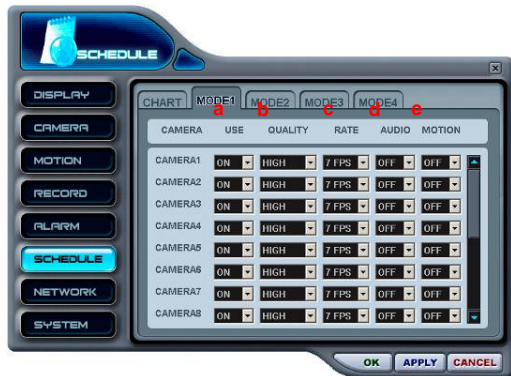 SCHEDULE
DISPLAY
CAMERA
MOTION
RECORD
ALARM
SCHEDULE
NETWORK
SYSTEM
CHART MODE1 MODE2 MODE3 MODE4
a b c d e
CAMERA USE QUALITY RATE AUDIO MOTION
CAMERA1 ON HIGH 7 FPS OFF OFF
CAMERA2 ON HIGH 7 FPS OFF OFF
CAMERA3 ON HIGH 7 FPS OFF OFF
CAMERA4 ON HIGH 7 FPS OFF OFF
CAMERA5 ON HIGH 7 FPS OFF OFF
CAMERA6 ON HIGH 7 FPS OFF OFF
CAMERA7 ON HIGH 7 FPS OFF OFF
CAMERA8 ON HIGH 7 FPS OFF OFF
OK APPLY CANCEL